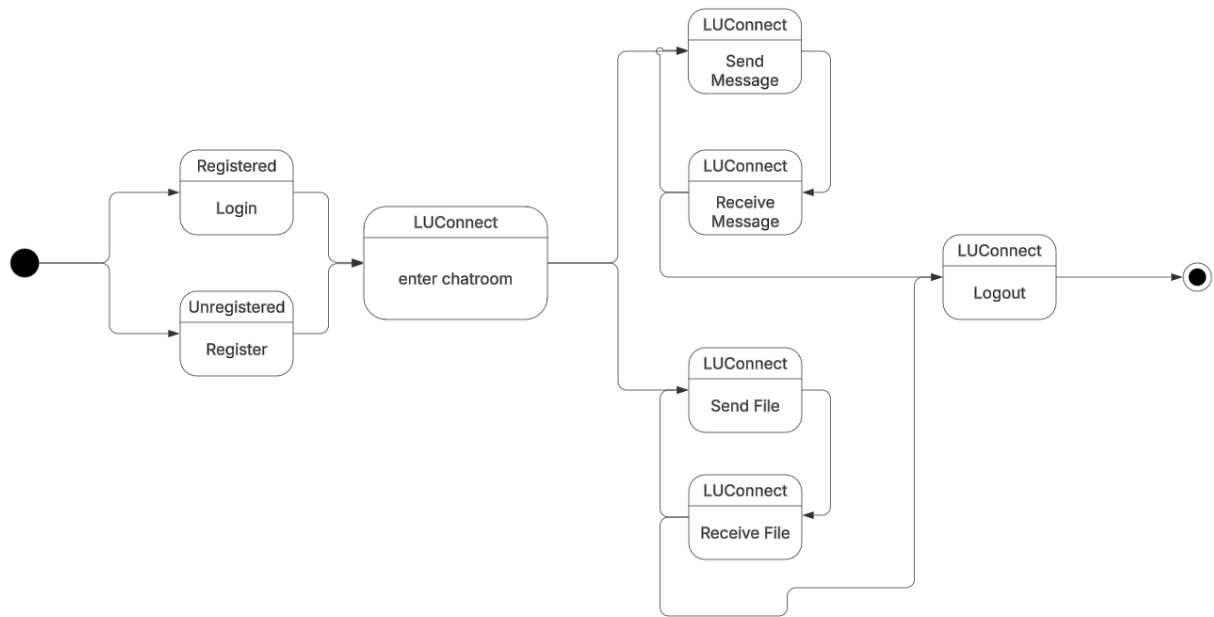 LUConnect
Send
Message
LUConnect
Receive
Message
Registered
Login
LUConnect
enter chatroom
Unregistered
Register
LUConnect
Logout
LUConnect
Send File
LUConnect
Receive File